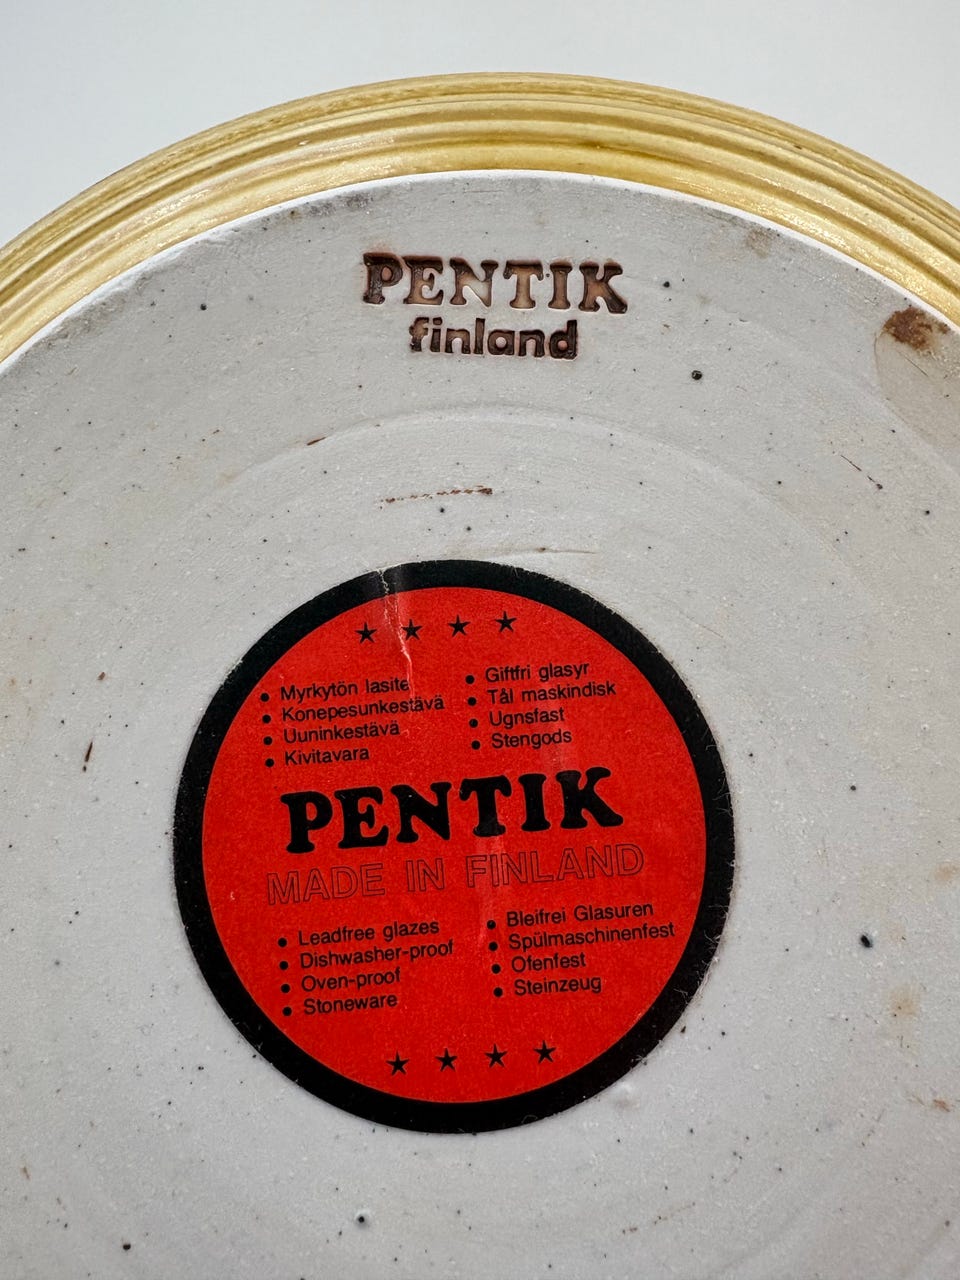 PENTIK
finland
★ ★ ★ ★
• Myrkytön lasite
• Konepesunkestävä
• Uuninkestävä
• Kivitavara
• Giftfri glasyr
• Tål maskindisk
• Ugnsfast
• Stengods
PENTIK
MADE IN FINLAND
• Leadfree glazes
• Dishwasher-proof
• Oven-proof
• Stoneware
• Bleifrei Glasuren
• Spülmaschinenfest
• Ofenfest
• Steinzeug
★ ★ ★ ★